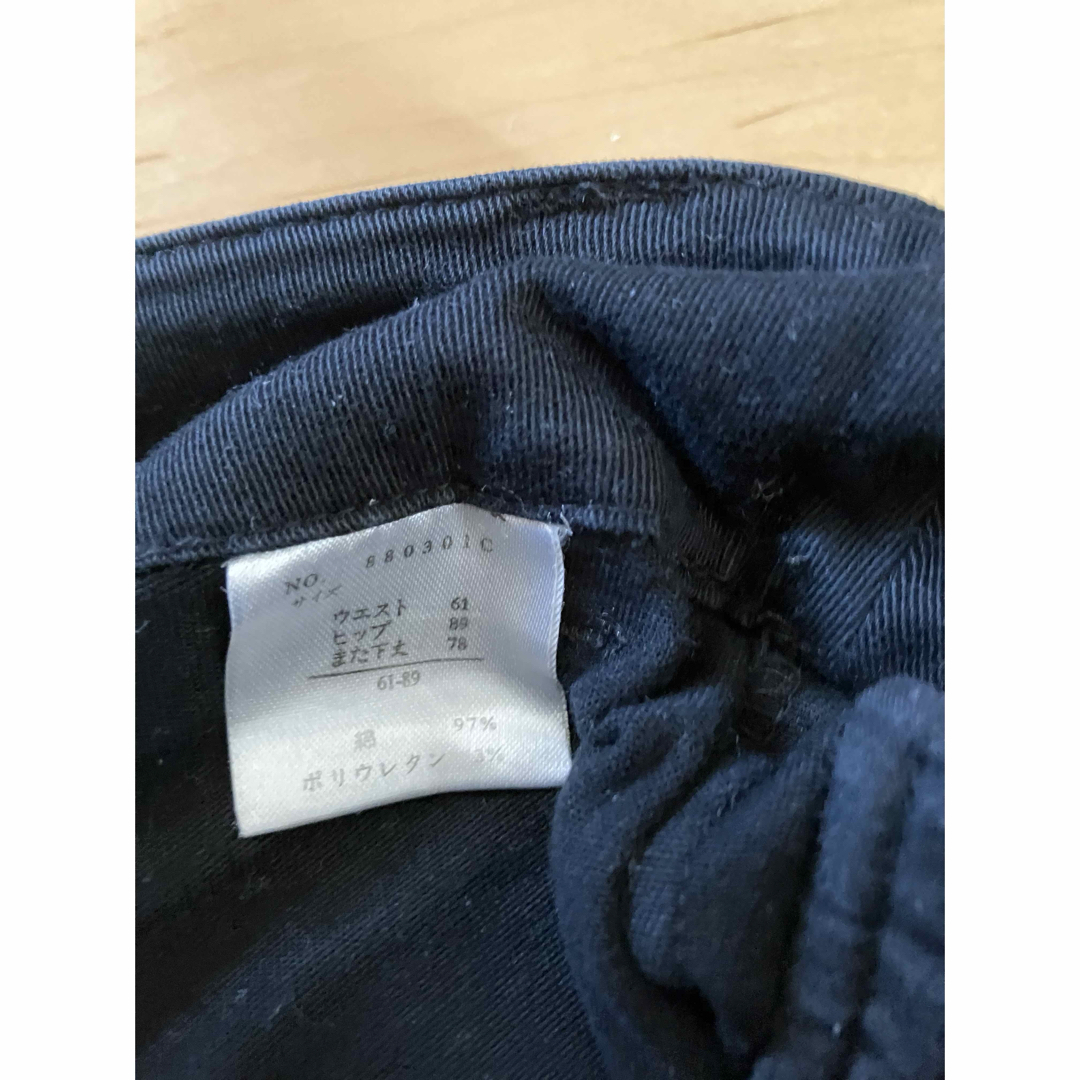 NO. 880301C
サイズ
ウエスト 61
ヒップ 89
また下丈 78
61-89
綿 97%
ポリウレタン 3%